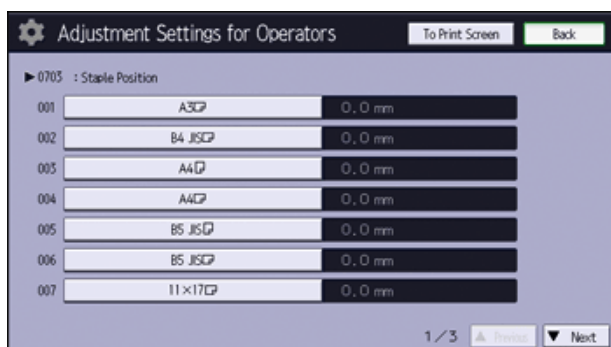 Adjustment Settings for Operators To Print Screen Back
▶ 0703 : Staple Position
001 A3 0.0 mm
002 B4 JIS 0.0 mm
003 A4 0.0 mm
004 A4 0.0 mm
005 B5 JIS 0.0 mm
006 B5 JIS 0.0 mm
007 11×17 0.0 mm
1/3 ▲ Previous ▼ Next